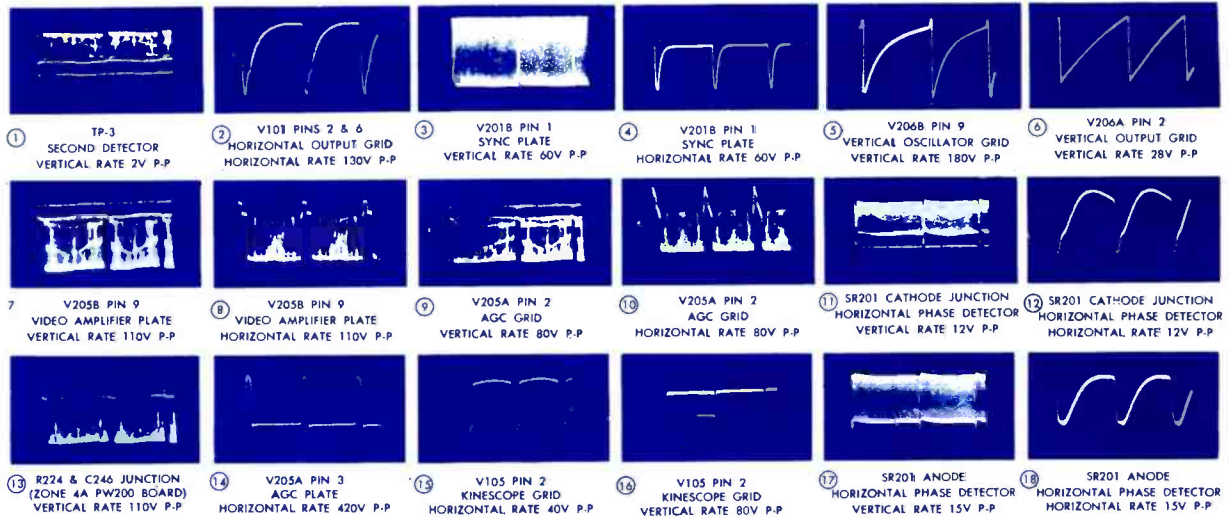 1 TP-3
SECOND DETECTOR
VERTICAL RATE 2V P-P
2 V101 PINS 2 & 6
HORIZONTAL OUTPUT GRID
HORIZONTAL RATE 130V P-P
3 V201B PIN 1
SYNC PLATE
VERTICAL RATE 60V P-P
4 V201B PIN 1
SYNC PLATE
HORIZONTAL RATE 60V P-P
5 V206B PIN 9
VERTICAL OSCILLATOR GRID
VERTICAL RATE 180V P-P
6 V206A PIN 2
VERTICAL OUTPUT GRID
VERTICAL RATE 28V P-P
7 V205B PIN 9
VIDEO AMPLIFIER PLATE
VERTICAL RATE 110V P-P
8 V205B PIN 9
VIDEO AMPLIFIER PLATE
HORIZONTAL RATE 110V P-P
9 V205A PIN 2
AGC GRID
VERTICAL RATE 80V P-P
10 V205A PIN 2
AGC GRID
HORIZONTAL RATE 80V P-P
11 SR201 CATHODE JUNCTION
HORIZONTAL PHASE DETECTOR
VERTICAL RATE 12V P-P
12 SR201 CATHODE JUNCTION
HORIZONTAL PHASE DETECTOR
HORIZONTAL RATE 12V P-P
13 R224 & C246 JUNCTION
(ZONE 4A PW200 BOARD)
VERTICAL RATE 110V P-P
14 V205A PIN 3
AGC PLATE
HORIZONTAL RATE 420V P-P
15 V105 PIN 2
KINESCOPE GRID
HORIZONTAL RATE 40V P-P
16 V105 PIN 2
KINESCOPE GRID
VERTICAL RATE 80V P-P
17 SR201 ANODE
HORIZONTAL PHASE DETECTOR
VERTICAL RATE 15V P-P
18 SR201 ANODE
HORIZONTAL PHASE DETECTOR
HORIZONTAL RATE 15V P-P